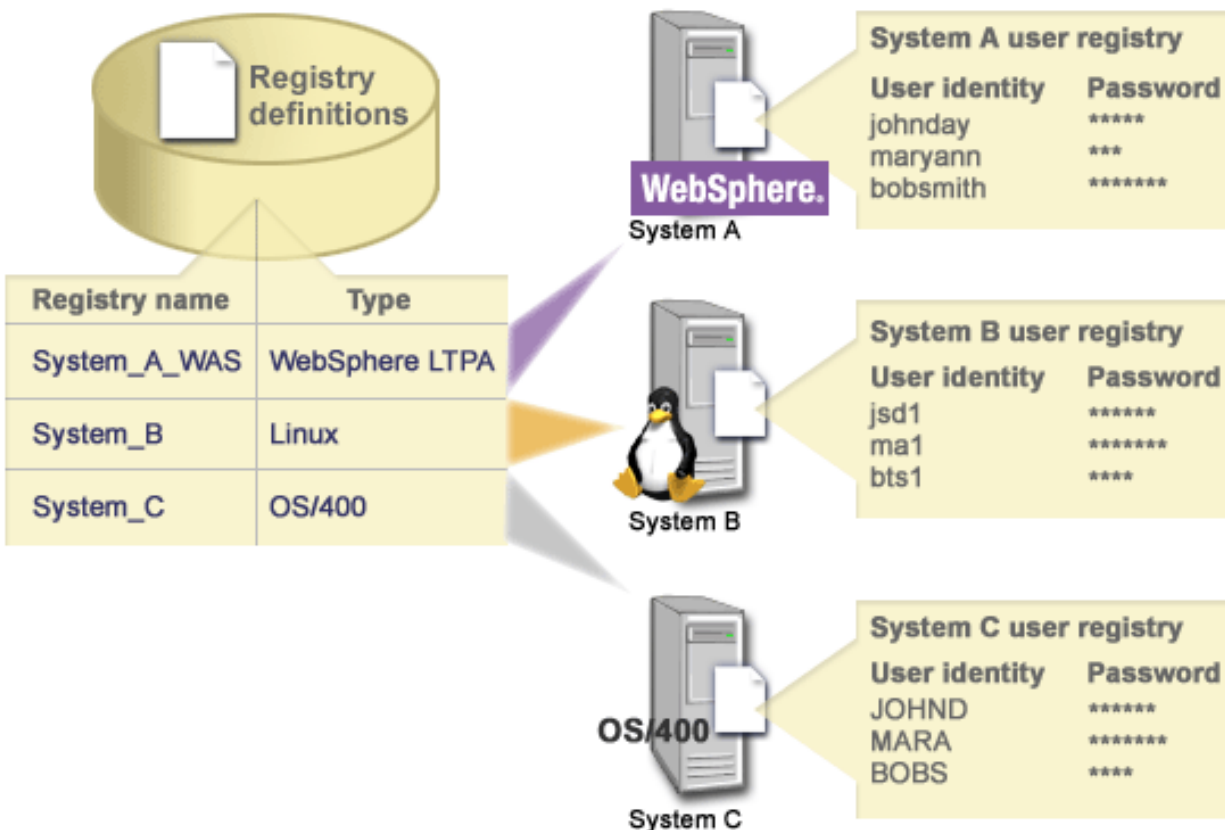 Registry
definitions
Registry name Type
System_A_WAS WebSphere LTPA
System_B Linux
System_C OS/400
WebSphere.
System A
System A user registry
User identity Password
johnday *****
maryann ***
bobsmith *******
System B
System B user registry
User identity Password
jsd1 ******
ma1 *******
bts1 ****
OS/400
System C
System C user registry
User identity Password
JOHND ******
MARA *******
BOBS ****